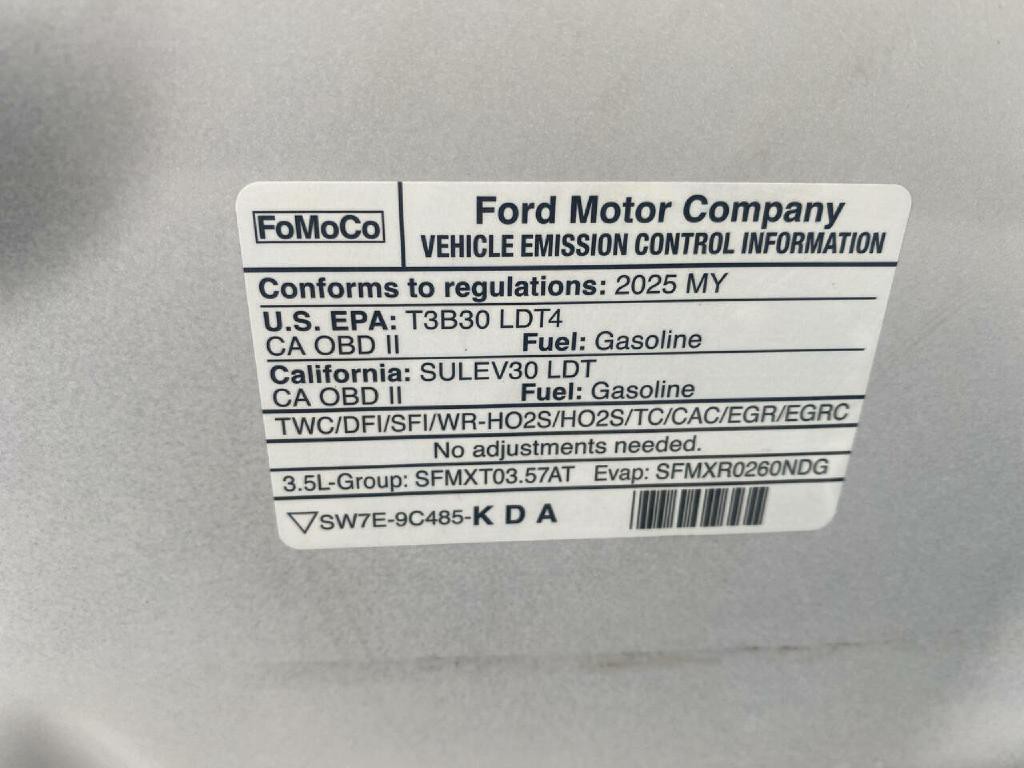 FoMoCo
Ford Motor Company
VEHICLE EMISSION CONTROL INFORMATION
Conforms to regulations: 2025 MY
U.S. EPA: T3B30 LDT4
CA OBD II Fuel: Gasoline
California: SULEV30 LDT
CA OBD II Fuel: Gasoline
TWC/DFI/SFI/WR-HO2S/HO2S/TC/CAC/EGR/EGRC
No adjustments needed.
3.5L-Group: SFMXT03.57AT Evap: SFMXR0260NDG
▽SW7E-9C485-K D A